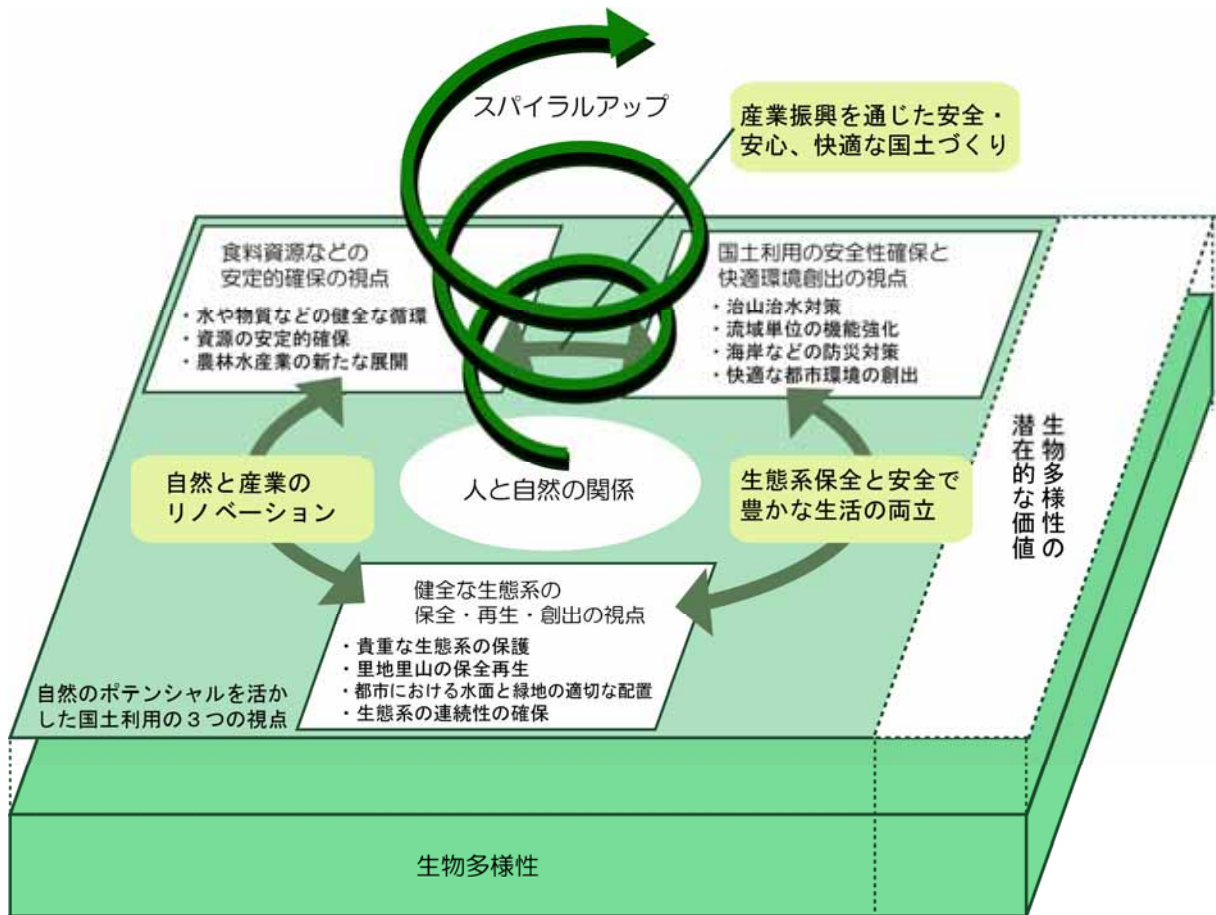 スパイラルアップ
産業振興を通じた安全・
安心、快適な国土づくり
食料資源などの
安定的確保の視点
・水や物質などの健全な循環
・資源の安定的確保
・農林水産業の新たな展開
国土利用の安全性確保と
快適環境創出の視点
・治山治水対策
・流域単位の機能強化
・海岸などの防災対策
・快適な都市環境の創出
自然と産業の
リノベーション
人と自然の関係
生態系保全と安全で
豊かな生活の両立
生物多様性の
潜在的な価値
健全な生態系の
保全・再生・創出の視点
・貴重な生態系の保護
・里地里山の保全再生
・都市における水面と緑地の適切な配置
・生態系の連続性の確保
自然のポテンシャルを活か
した国土利用の３つの視点
生物多様性